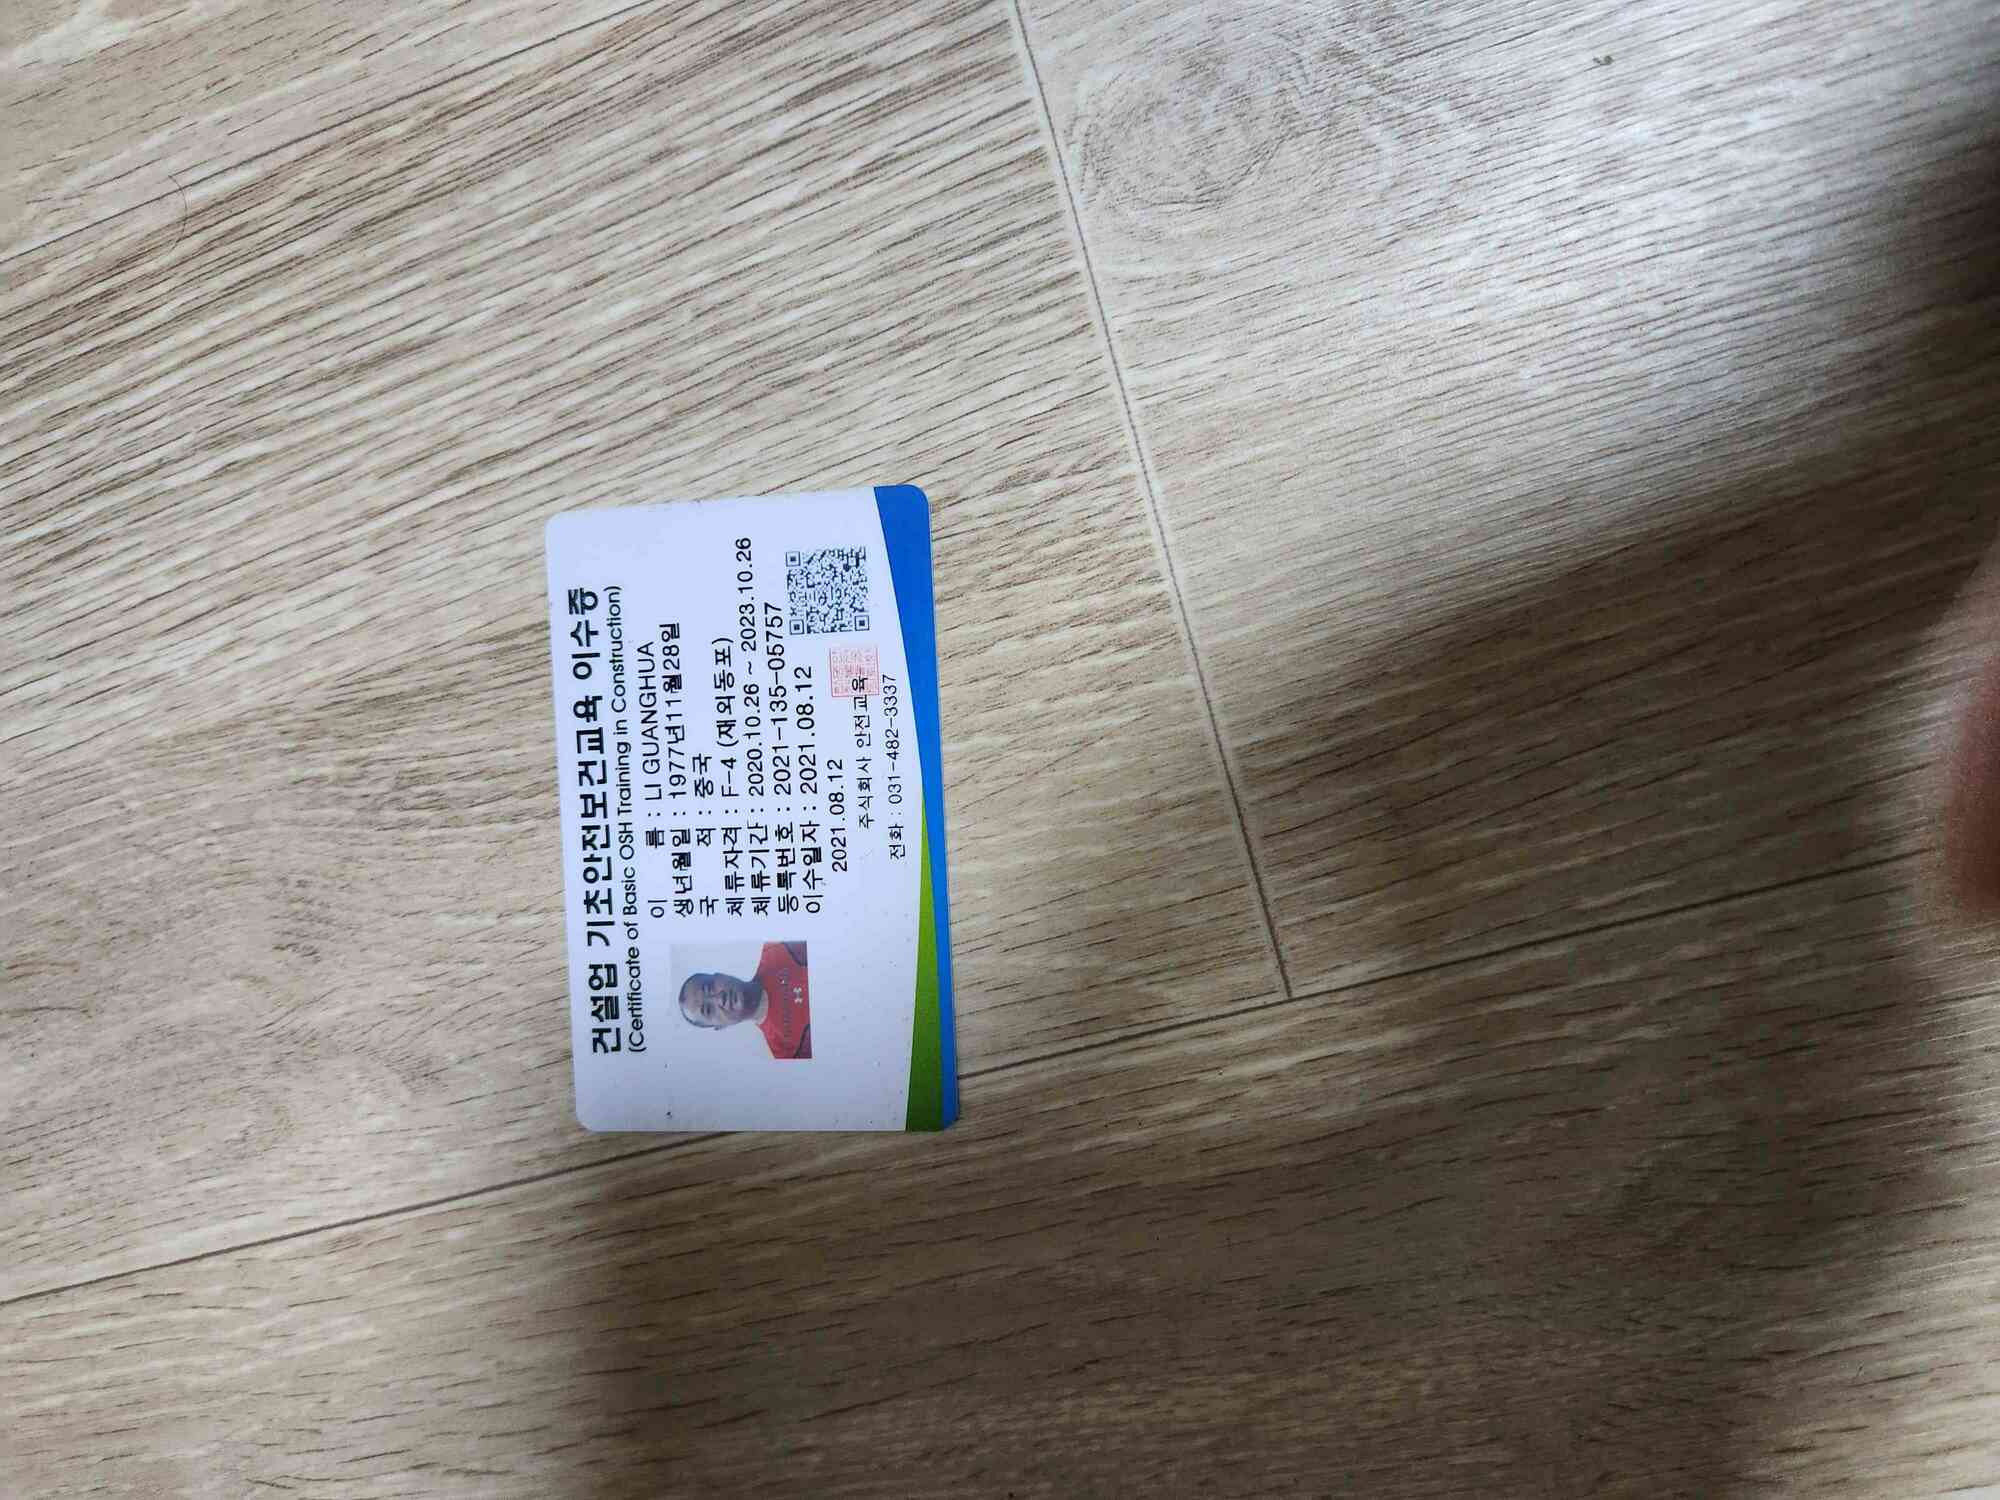 건설업 기초안전보건교육 이수증
(Certificate of Basic OSH Training in Construction)
이 름 : LI GUANGHUA
생년월일 : 1977년11월28일
국 적 : 중국
체류자격 : F-4 (재외동포)
체류기간 : 2020.10.26 ~ 2023.10.26
등록번호 : 2021-135-05757
이수일자 : 2021.08.12
2021.08.12
주식회사 안전교육
전화 : 031-482-3337